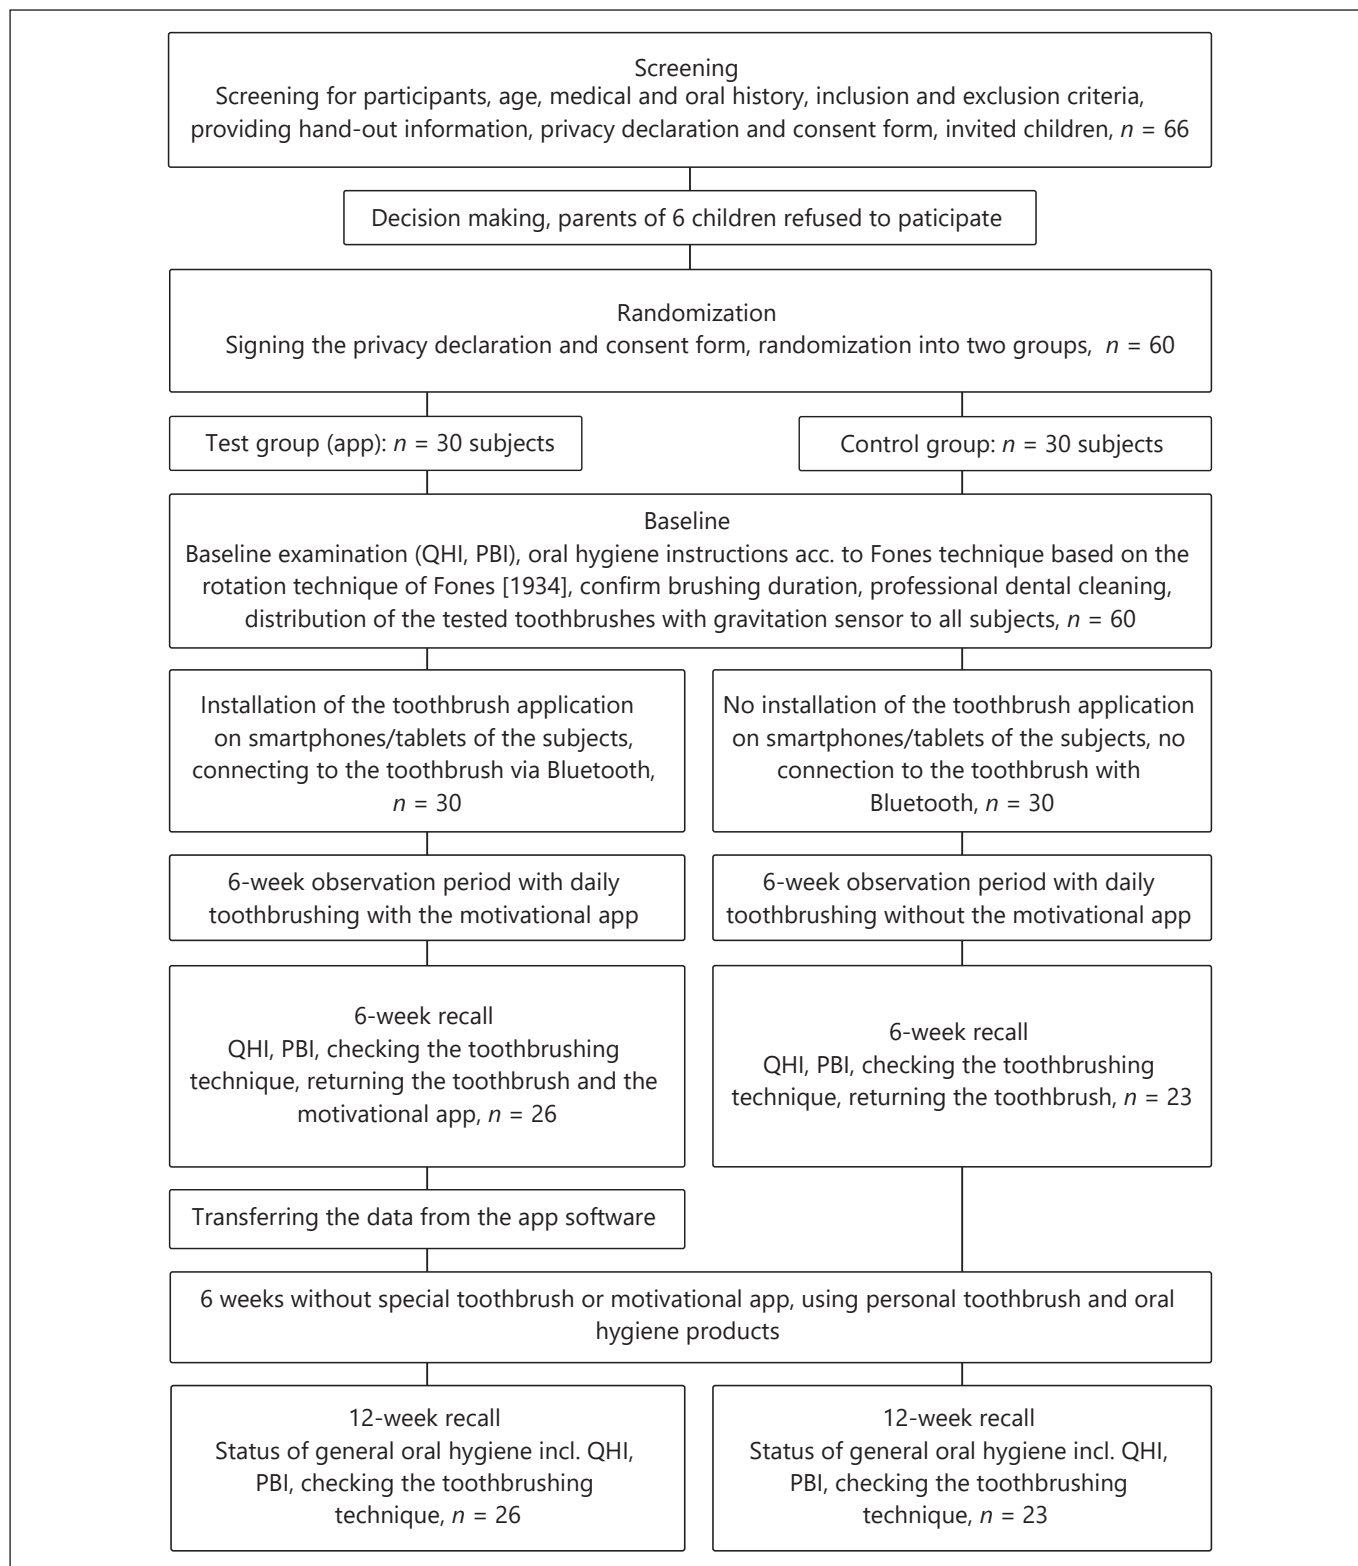 Screening
Screening for participants, age, medical and oral history, inclusion and exclusion criteria,
providing hand-out information, privacy declaration and consent form, invited children, n = 66
Decision making, parents of 6 children refused to paticipate
Randomization
Signing the privacy declaration and consent form, randomization into two groups, n = 60
Test group (app): n = 30 subjects
Control group: n = 30 subjects
Baseline
Baseline examination (QHI, PBI), oral hygiene instructions acc. to Fones technique based on the
rotation technique of Fones [1934], confirm brushing duration, professional dental cleaning,
distribution of the tested toothbrushes with gravitation sensor to all subjects, n = 60
Installation of the toothbrush application
on smartphones/tablets of the subjects,
connecting to the toothbrush via Bluetooth,
n = 30
No installation of the toothbrush application
on smartphones/tablets of the subjects, no
connection to the toothbrush with
Bluetooth, n = 30
6-week observation period with daily
toothbrushing with the motivational app
6-week observation period with daily
toothbrushing without the motivational app
6-week recall
QHI, PBI, checking the toothbrushing
technique, returning the toothbrush and the
motivational app, n = 26
6-week recall
QHI, PBI, checking the toothbrushing
technique, returning the toothbrush, n = 23
Transferring the data from the app software
6 weeks without special toothbrush or motivational app, using personal toothbrush and oral
hygiene products
12-week recall
Status of general oral hygiene incl. QHI,
PBI, checking the toothbrushing
technique, n = 26
12-week recall
Status of general oral hygiene incl. QHI,
PBI, checking the toothbrushing
technique, n = 23